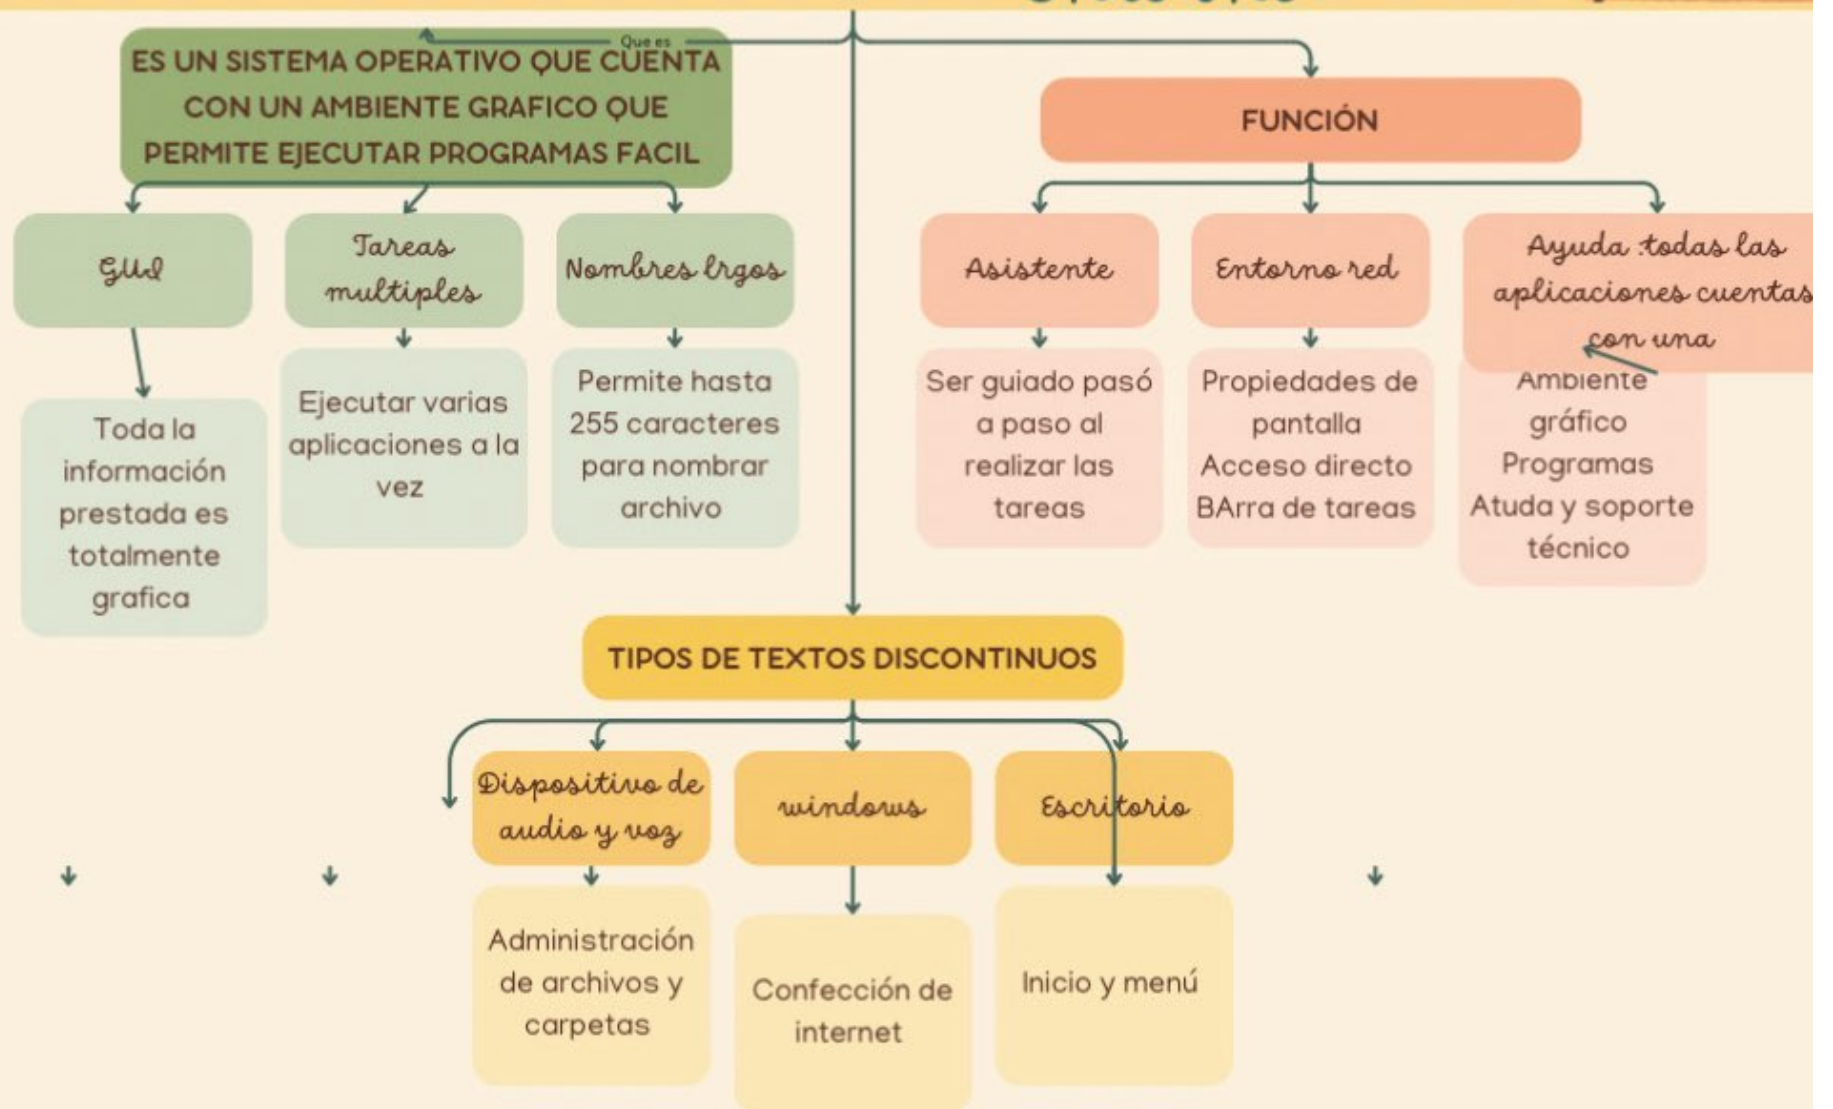 Que es
ES UN SISTEMA OPERATIVO QUE CUENTA
CON UN AMBIENTE GRAFICO QUE
PERMITE EJECUTAR PROGRAMAS FACIL
GUI
Toda la
información
prestada es
totalmente
grafica
Tareas
multiples
Ejecutar varias
aplicaciones a la
vez
Nombres lrgos
Permite hasta
255 caracteres
para nombrar
archivo
FUNCIÓN
Asistente
Ser guiado pasó
a paso al
realizar las
tareas
Entorno red
Propiedades de
pantalla
Acceso directo
BArra de tareas
Ayuda :todas las
aplicaciones cuentas
con una
Ambiente
gráfico
Programas
Atuda y soporte
técnico
TIPOS DE TEXTOS DISCONTINUOS
Dispositivo de
audio y voz
Administración
de archivos y
carpetas
windows
Confección de
internet
Escritorio
Inicio y menú